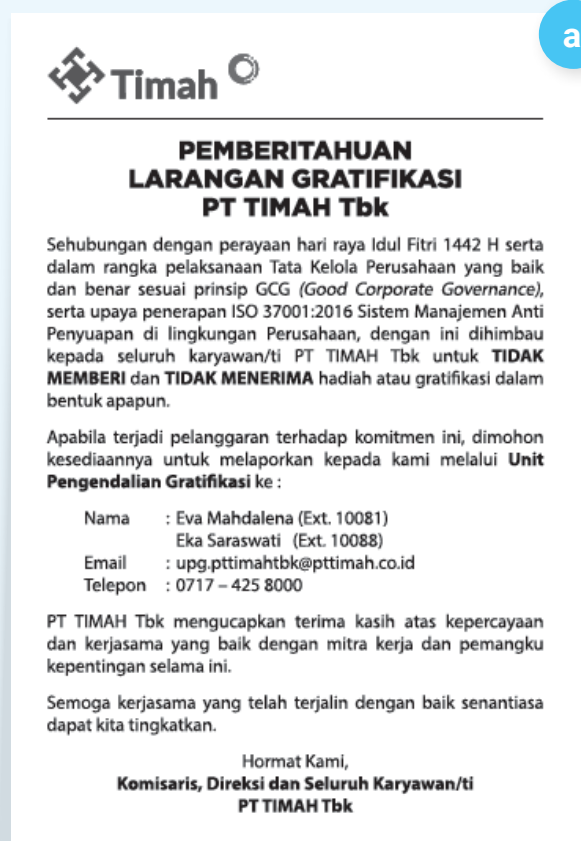 a
Timah
PEMBERITAHUAN
LARANGAN GRATIFIKASI
PT TIMAH Tbk
Sehubungan dengan perayaan hari raya Idul Fitri 1442 H serta
dalam rangka pelaksanaan Tata Kelola Perusahaan yang baik
dan benar sesuai prinsip GCG (Good Corporate Governance),
serta upaya penerapan ISO 37001:2016 Sistem Manajemen Anti
Penyuapan di lingkungan Perusahaan, dengan ini dihimbau
kepada seluruh karyawan/ti PT TIMAH Tbk untuk TIDAK
MEMBERI dan TIDAK MENERIMA hadiah atau gratifikasi dalam
bentuk apapun.
Apabila terjadi pelanggaran terhadap komitmen ini, dimohon
kesediaannya untuk melaporkan kepada kami melalui Unit
Pengendalian Gratifikasi ke :
Nama : Eva Mahdalena (Ext. 10081)
Eka Saraswati (Ext. 10088)
Email : upg.pttimahtbk@pttimah.co.id
Telepon : 0717 – 425 8000
PT TIMAH Tbk mengucapkan terima kasih atas kepercayaan
dan kerjasama yang baik dengan mitra kerja dan pemangku
kepentingan selama ini.
Semoga kerjasama yang telah terjalin dengan baik senantiasa
dapat kita tingkatkan.
Hormat Kami,
Komisaris, Direksi dan Seluruh Karyawan/ti
PT TIMAH Tbk